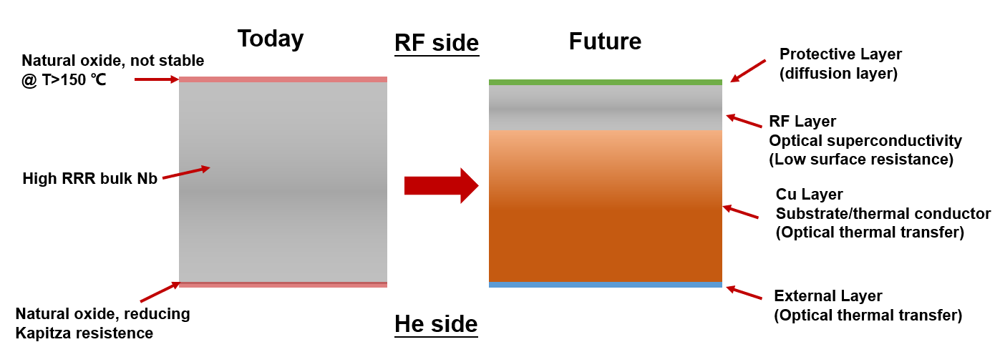 Today
RF side
Future
Natural oxide, not stable
@ T>150 ℃
High RRR bulk Nb
Natural oxide, reducing
Kapitza resistence
Protective Layer
(diffusion layer)
RF Layer
Optical superconductivity
(Low surface resistance)
Cu Layer
Substrate/thermal conductor
(Optical thermal transfer)
External Layer
(Optical thermal transfer)
He side